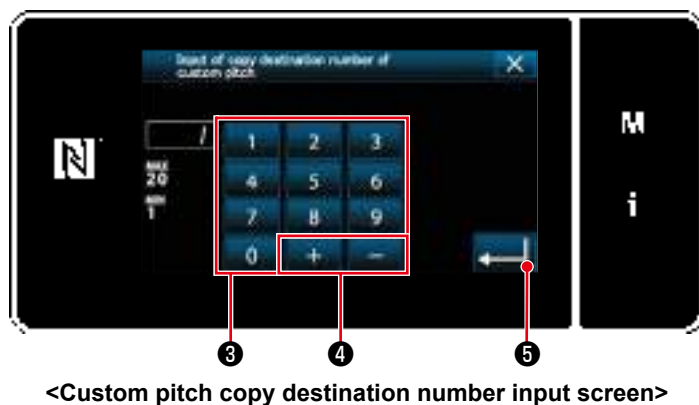 Input of copy destination number of
custom pitch
M
/
1 2 3
MAX
20
4 5 6
MIN
1
7 8 9
i
0 + −
❸ ❹ ❺
<Custom pitch copy destination number input screen>